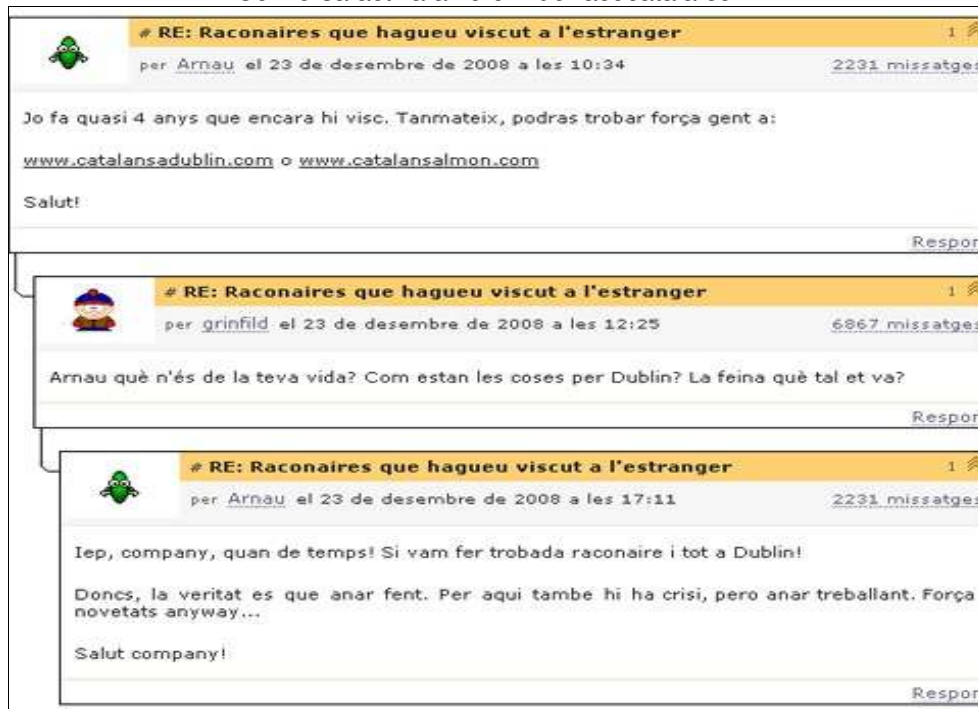 # RE: Raconaires que hagueu viscut a l'estranger 1
per Arnau el 23 de desembre de 2008 a les 10:34 2231 missatges
Jo fa quasi 4 anys que encara hi visc. Tanmateix, podras trobar força gent a:
www.catalansadublin.com o www.catalansalmon.com
Salut!
Respon
# RE: Raconaires que hagueu viscut a l'estranger 1
per grinfild el 23 de desembre de 2008 a les 12:25 6867 missatges
Arnau què n'és de la teva vida? Com estan les coses per Dublin? La feina què tal et va?
Respon
# RE: Raconaires que hagueu viscut a l'estranger 1
per Arnau el 23 de desembre de 2008 a les 17:11 2231 missatges
Iep, company, quan de temps! Si vam fer trobada raconaire i tot a Dublin!
Doncs, la veritat es que anar fent. Per aqui tambe hi ha crisi, pero anar treballant. Força
novetats anyway...
Salut company!
Respon